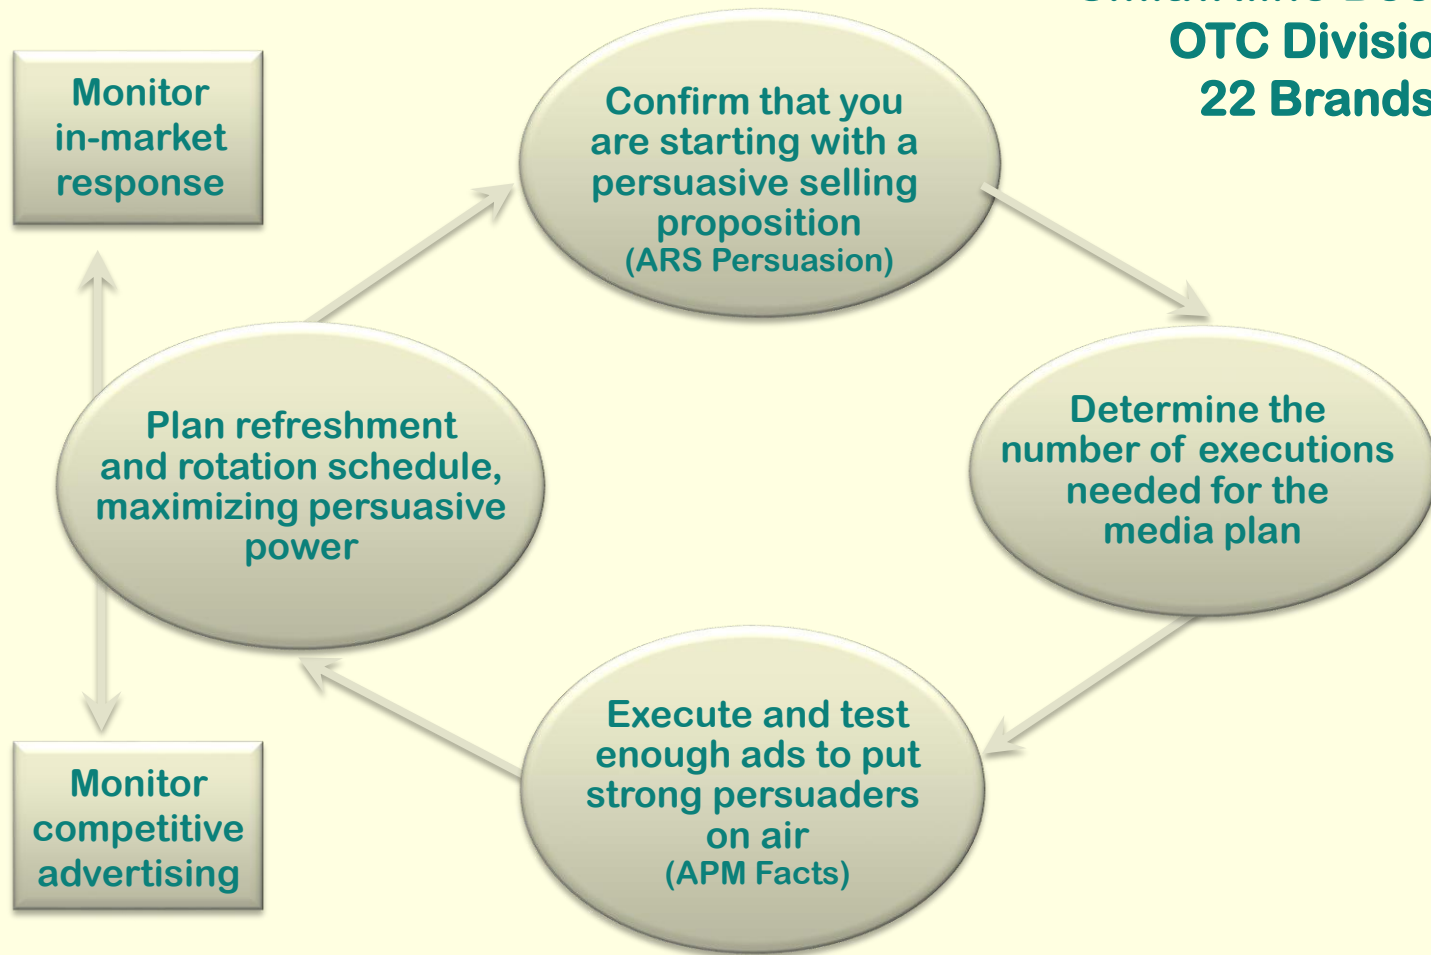 OTC
22 Brands
Monitor
in-market
response
Confirm that you
are starting with a
persuasive selling
proposition
(ARS Persuasion)
Plan refreshment
and rotation schedule,
maximizing persuasive
power
Determine the
number of executions
needed for the
media plan
Execute and test
enough ads to put
strong persuaders
on air
(APM Facts)
Monitor
competitive
advertising